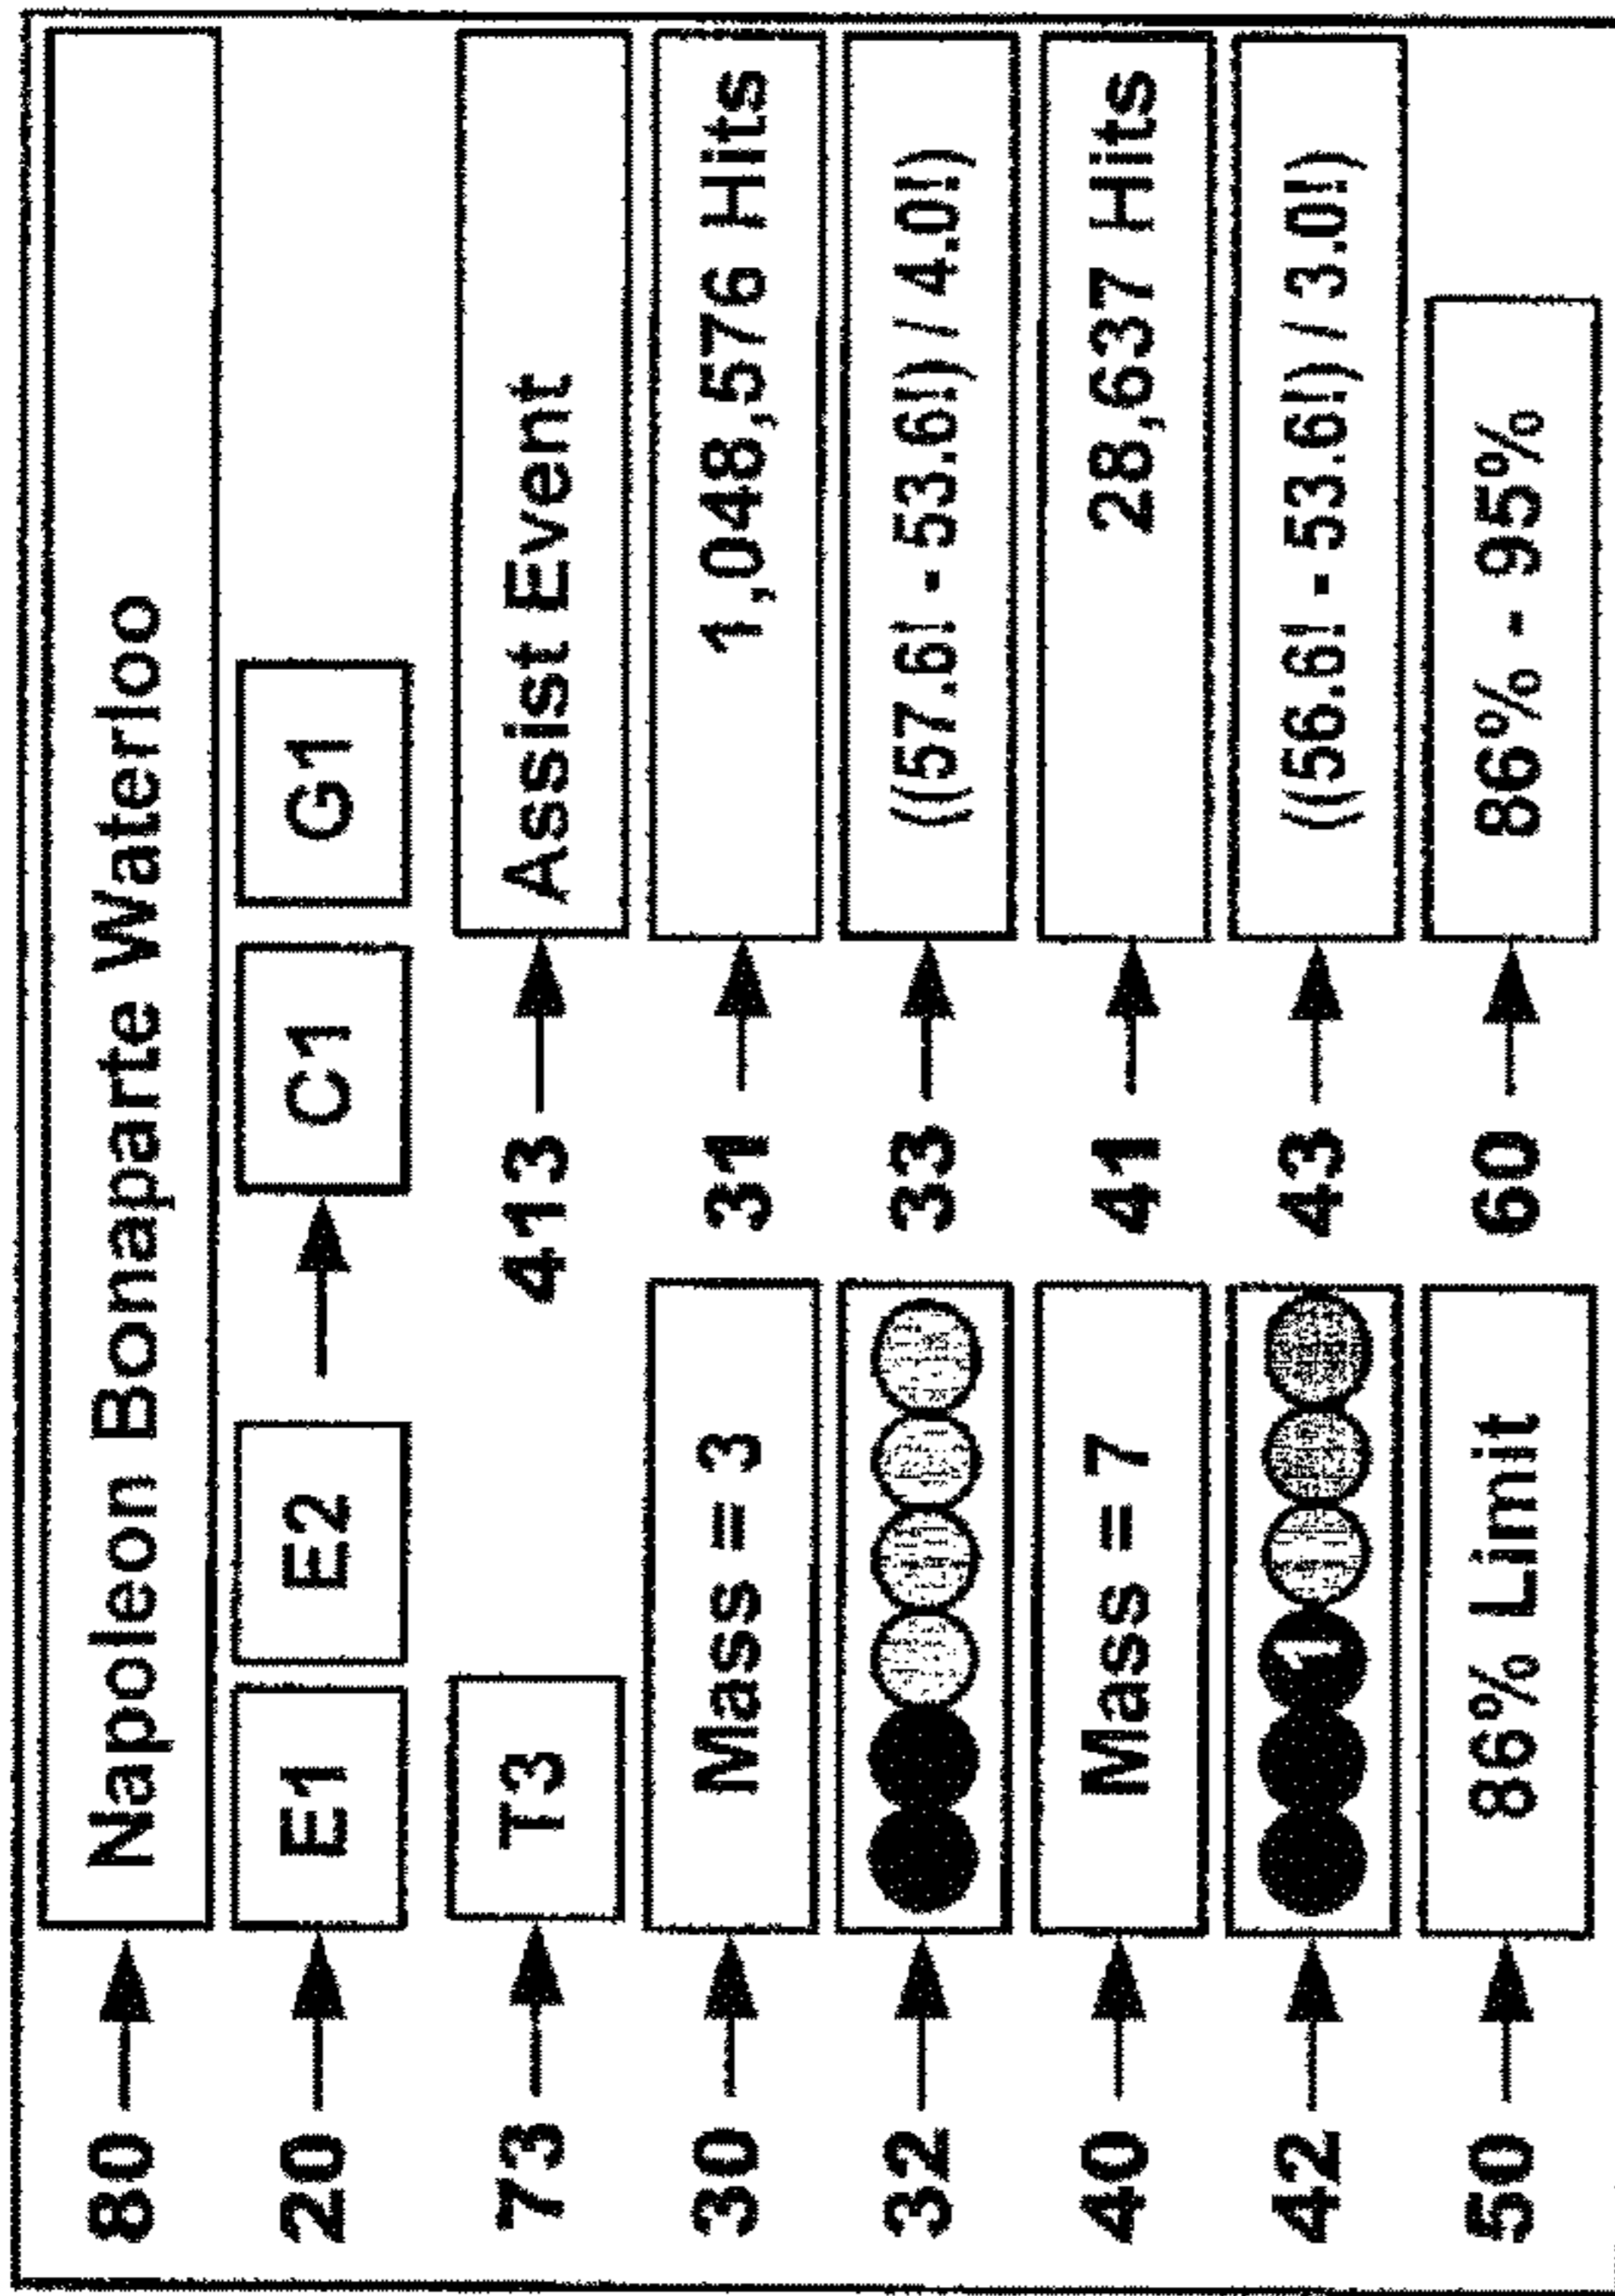 80 Napoleon Bonaparte Waterloo
20 E1 E2 C1 G1
73 T3 413 Assist Event
30 Mass = 3 31 1,048,576 Hits
32 33 ((57.6! - 53.6!) / 4.0!)
40 Mass = 7 41 28,637 Hits
42 1 43 ((56.6! - 53.6!) / 3.0!)
50 86% Limit 60 86% - 95%